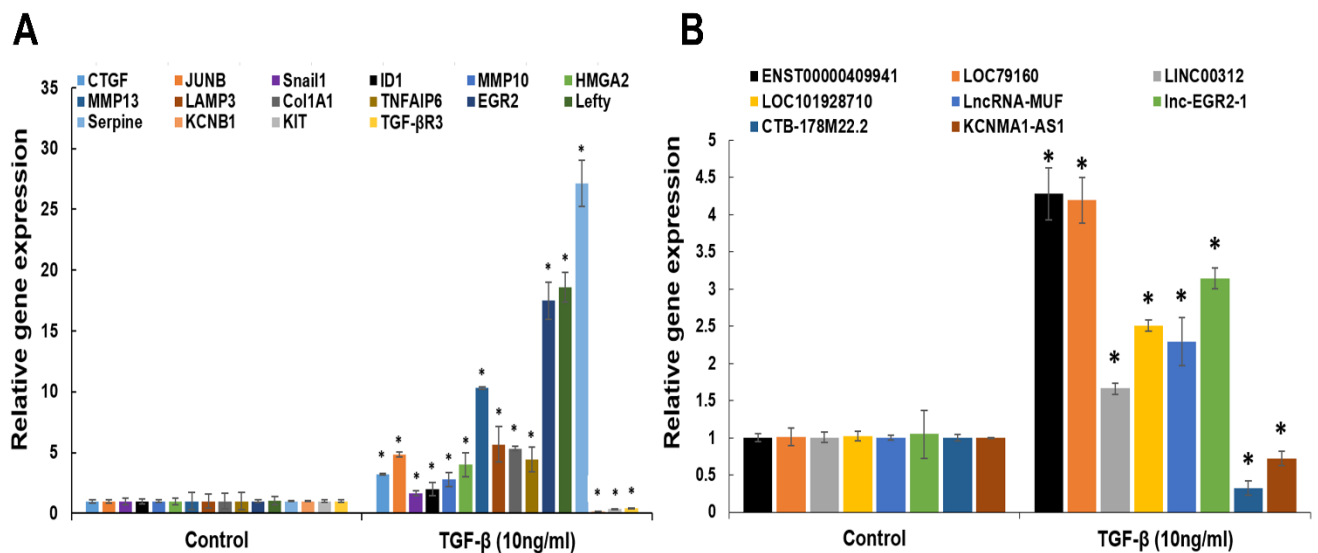 A
CTGF JUNB Snail1 ID1 MMP10 HMGA2
MMP13 LAMP3 Col1A1 TNFAIP6 EGR2 Lefty
Serpine KCNB1 KIT TGF-βR3
Relative gene expression
35
30
25
20
15
10
5
0
* * * * * * * * * * * * * * * *
Control TGF-β (10ng/ml)
B
ENST00000409941 LOC79160 LINC00312
LOC101928710 LncRNA-MUF lnc-EGR2-1
CTB-178M22.2 KCNMA1-AS1
Relative gene expression
5
4.5
4
3.5
3
2.5
2
1.5
1
0.5
0
* * * * * * * *
Control TGF-β (10ng/ml)